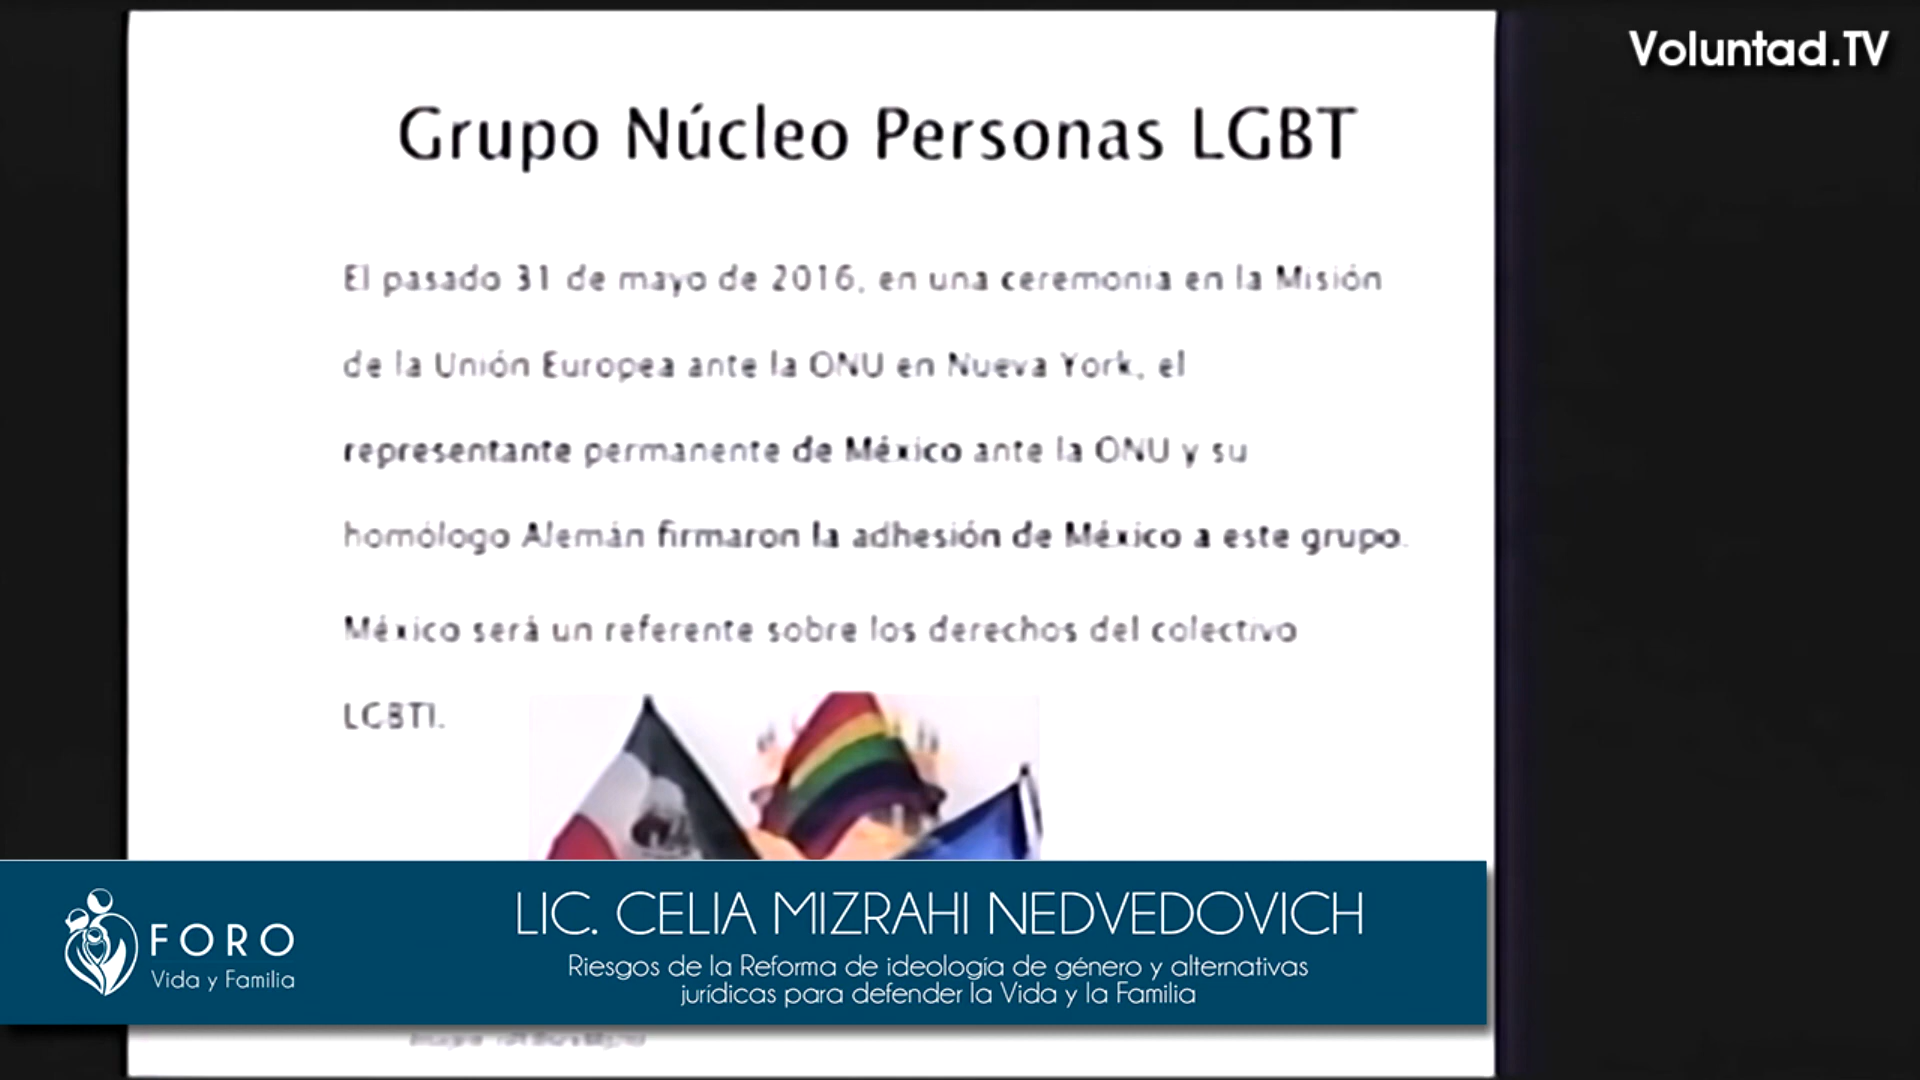 Voluntad.TV
Grupo Núcleo Personas LGBT
El pasado 31 de mayo de 2016, en una ceremonia en la Misión
de la Unión Europea ante la ONU en Nueva York, el
representante permanente de México ante la ONU y su
homólogo Alemán firmaron la adhesión de México a este grupo.
México será un referente sobre los derechos del colectivo
LGBTI.
LIC. CELIA MIZRAHI NEDVEDOVICH
FORO
Vida y Familia
Riesgos de la Reforma de ideología de género y alternativas
jurídicas para defender la Vida y la Familia